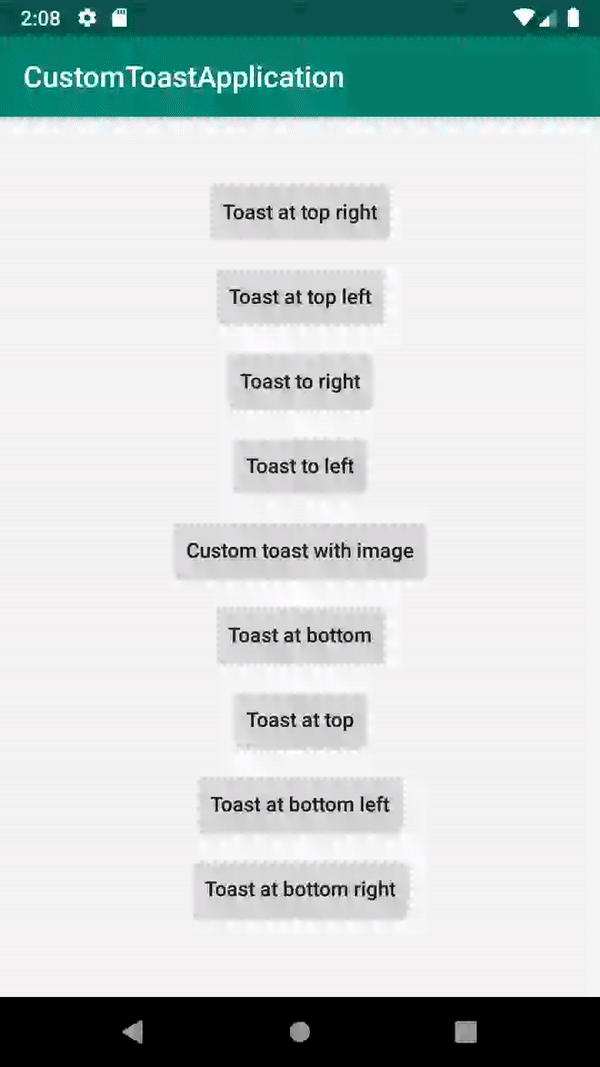 2:08
CustomToastApplication
Toast at top right
Toast at top left
Toast to right
Toast to left
Custom toast with image
Toast at bottom
Toast at top
Toast at bottom left
Toast at bottom right